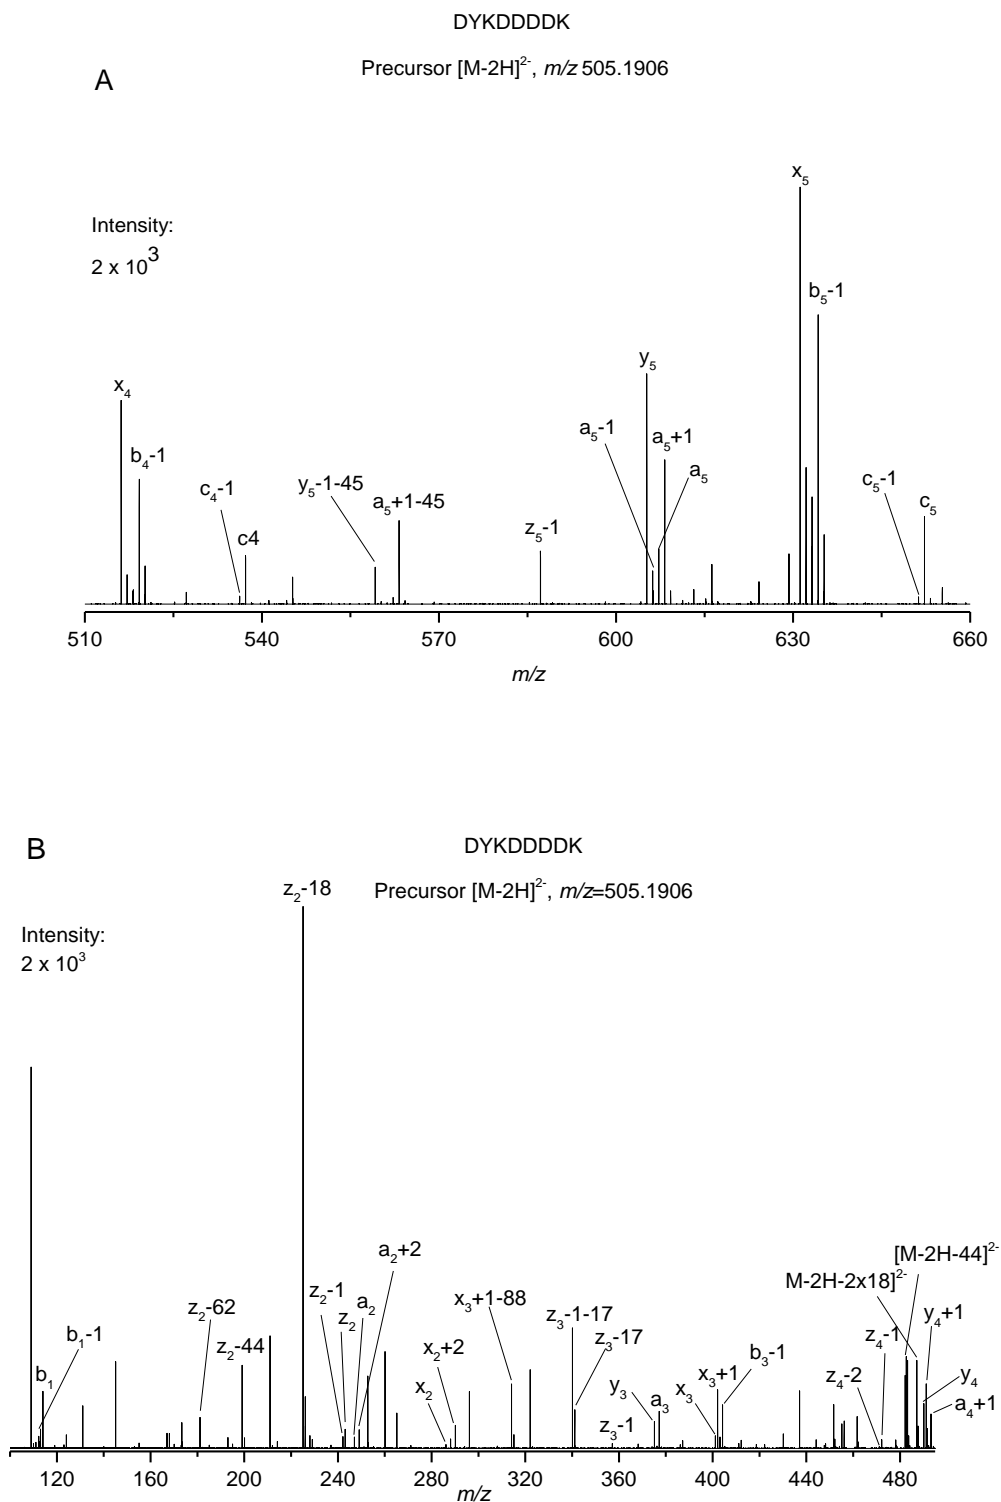 DYKDDDDK
Precursor [M-2H]²⁻, m/z 505.1906
A
Intensity:
2 x 10³
x₅
b₅-1
x₄
y₅
b₄-1
a₅-1
a₅+1
a₅
c₄-1
y₅-1-45
a₅+1-45
c₅-1
c₅
c4
z₅-1
510 540 570 600 630 660
m/z
B
DYKDDDDK
Precursor [M-2H]²⁻, m/z=505.1906
z₂-18
Intensity:
2 x 10³
a₂+2
[M-2H-44]²⁻
M-2H-2x18]²⁻
z₂-1
a₂
z₂
x₃+1-88
z₂-62
b₁-1
z₃-1-17
z₃-17
y₄+1
z₄-1
z₂-44
x₂+2
b₃-1
x₃+1
b₁
x₂
y₃
a₃
x₃
z₄-2
y₄
a₄+1
z₃-1
120 160 200 240 280 320 360 400 440 480
m/z